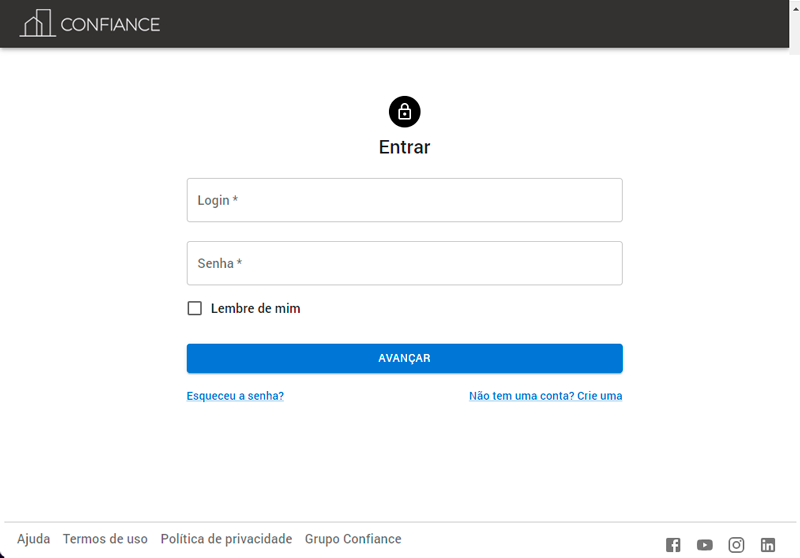 CONFIANCE
Entrar
Login *
Senha *
Lembre de mim
AVANÇAR
Esqueceu a senha? Não tem uma conta? Crie uma
Ajuda Termos de uso Política de privacidade Grupo Confiance